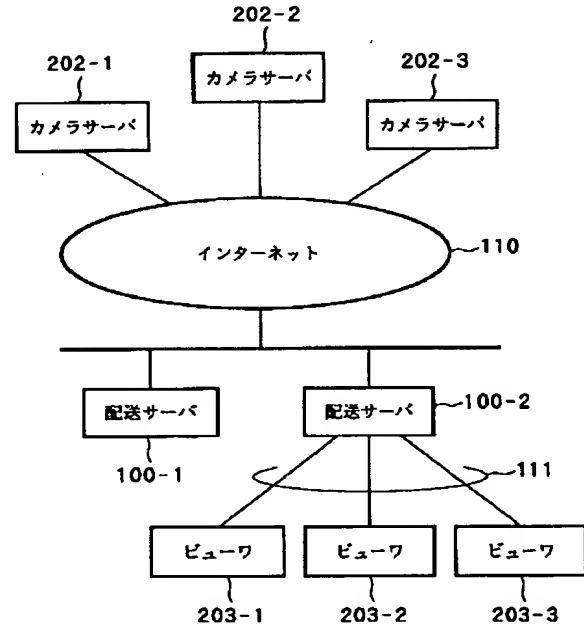 202-2
202-1
202-3
カメラサーバ
カメラサーバ
カメラサーバ
インターネット
110
配送サーバ
配送サーバ
100-2
100-1
111
ビューワ
ビューワ
ビューワ
203-1
203-2
203-3